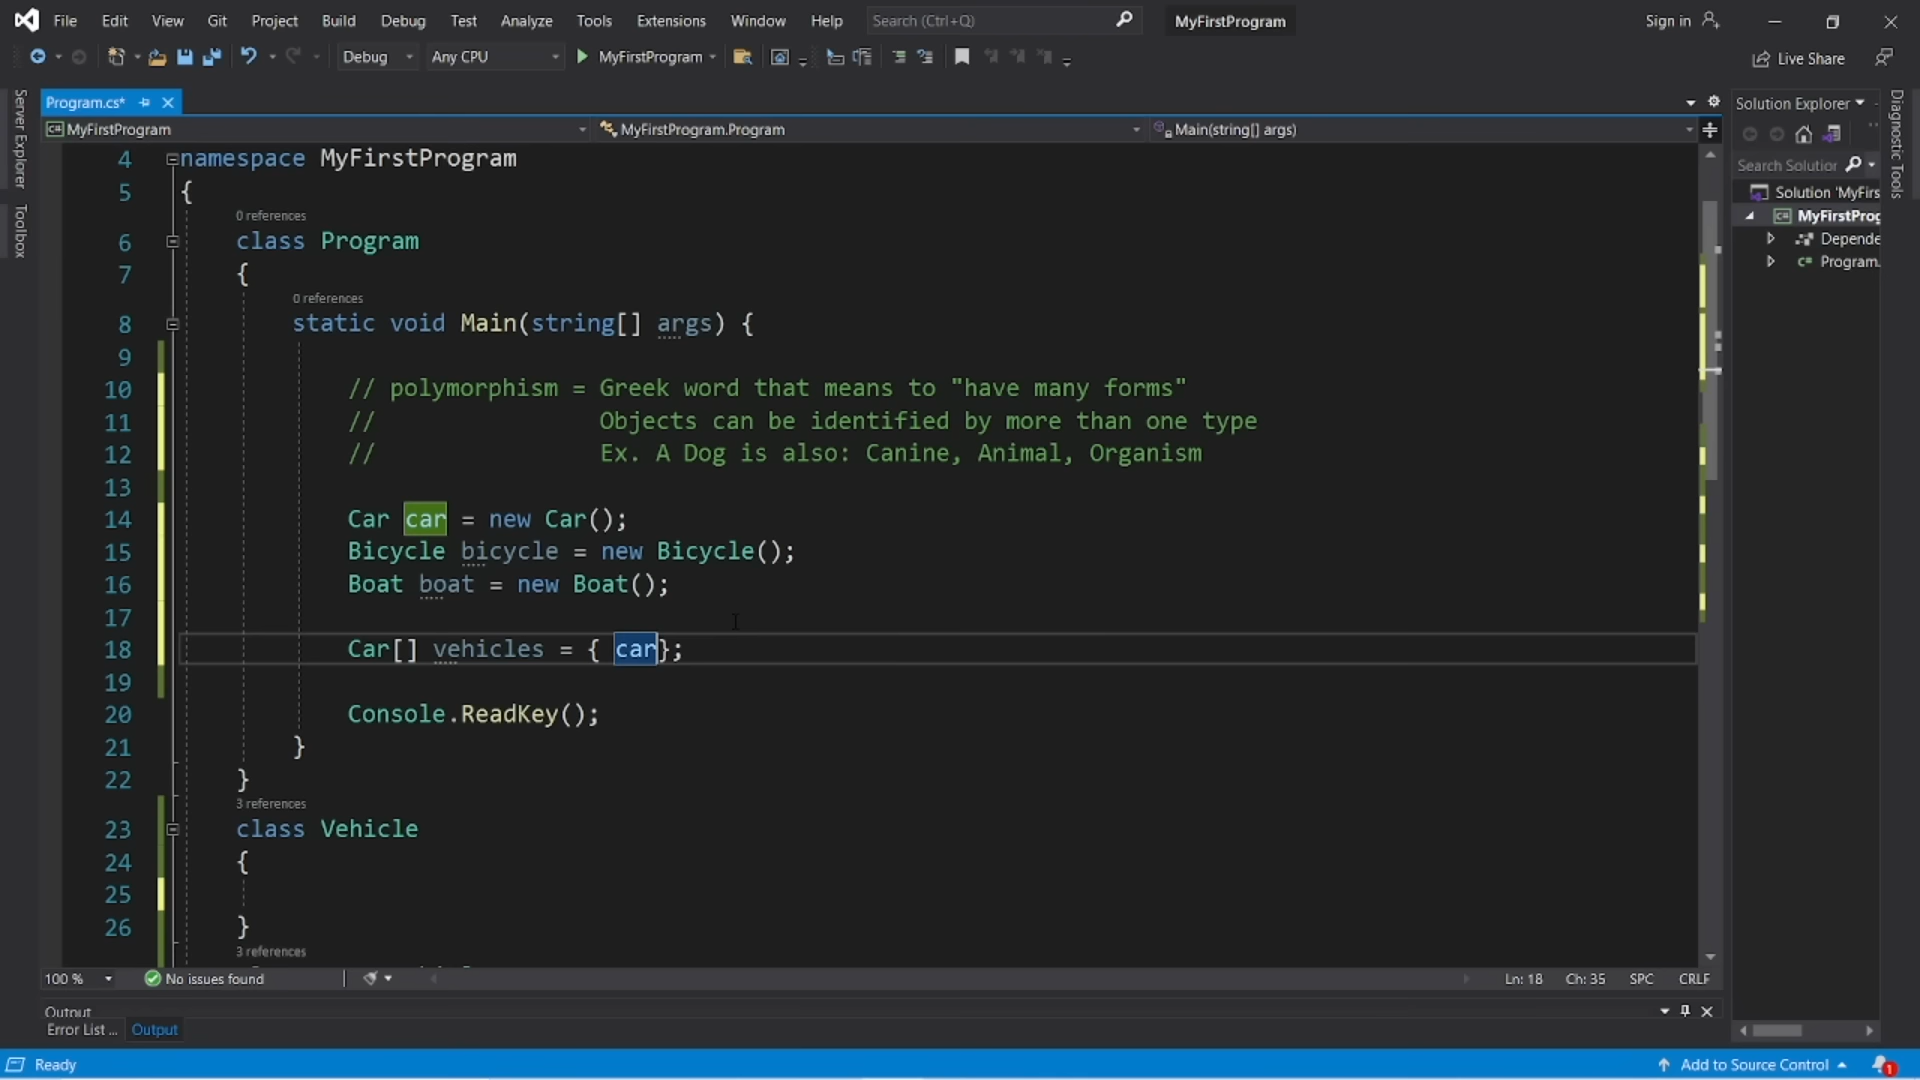 File Edit View Git Project Build Debug Test Analyze Tools Extensions Window Help Search (Ctrl+Q) MyFirstProgram Sign in
Debug Any CPU MyFirstProgram Live Share
Program.cs* Solution Explorer
MyFirstProgram MyFirstProgram.Program Main(string[] args)
Server Explorer
Toolbox
Diagnostic Tools
Search Solution
Solution 'MyFirs
MyFirstProg
Depende
Program.
4 namespace MyFirstProgram
5 {
0 references
6 class Program
7 {
0 references
8 static void Main(string[] args) {
9
10 // polymorphism = Greek word that means to "have many forms"
11 // Objects can be identified by more than one type
12 // Ex. A Dog is also: Canine, Animal, Organism
13
14 Car car = new Car();
15 Bicycle bicycle = new Bicycle();
16 Boat boat = new Boat();
17
18 Car[] vehicles = { car};
19
20 Console.ReadKey();
21 }
22 }
3 references
23 class Vehicle
24 {
25
26 }
3 references
100 % No issues found Ln: 18 Ch: 35 SPC CRLF
Output
Error List ... Output
Ready Add to Source Control 1